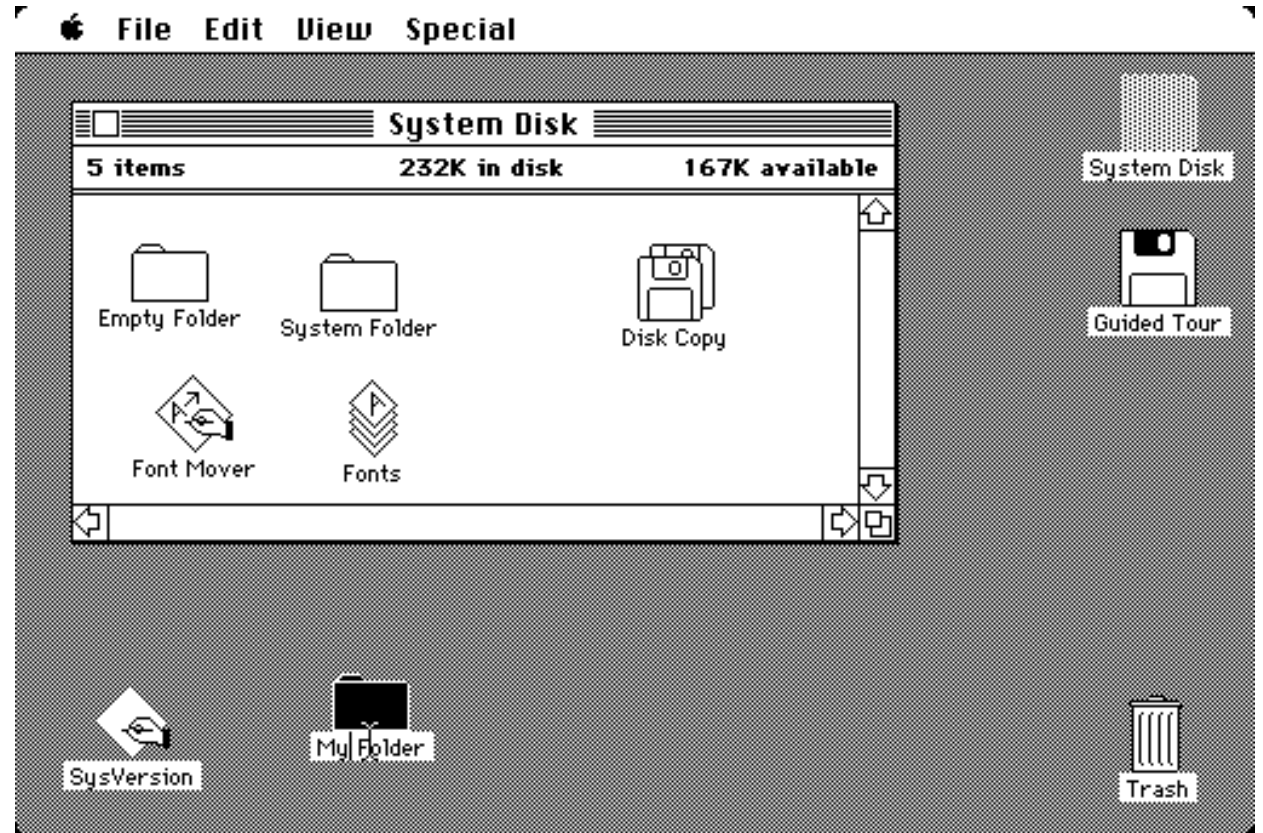 File Edit View Special
System Disk
5 items 232K in disk 167K available
Empty Folder System Folder Disk Copy
Font Mover Fonts
System Disk
Guided Tour
SysVersion
My Folder
Trash